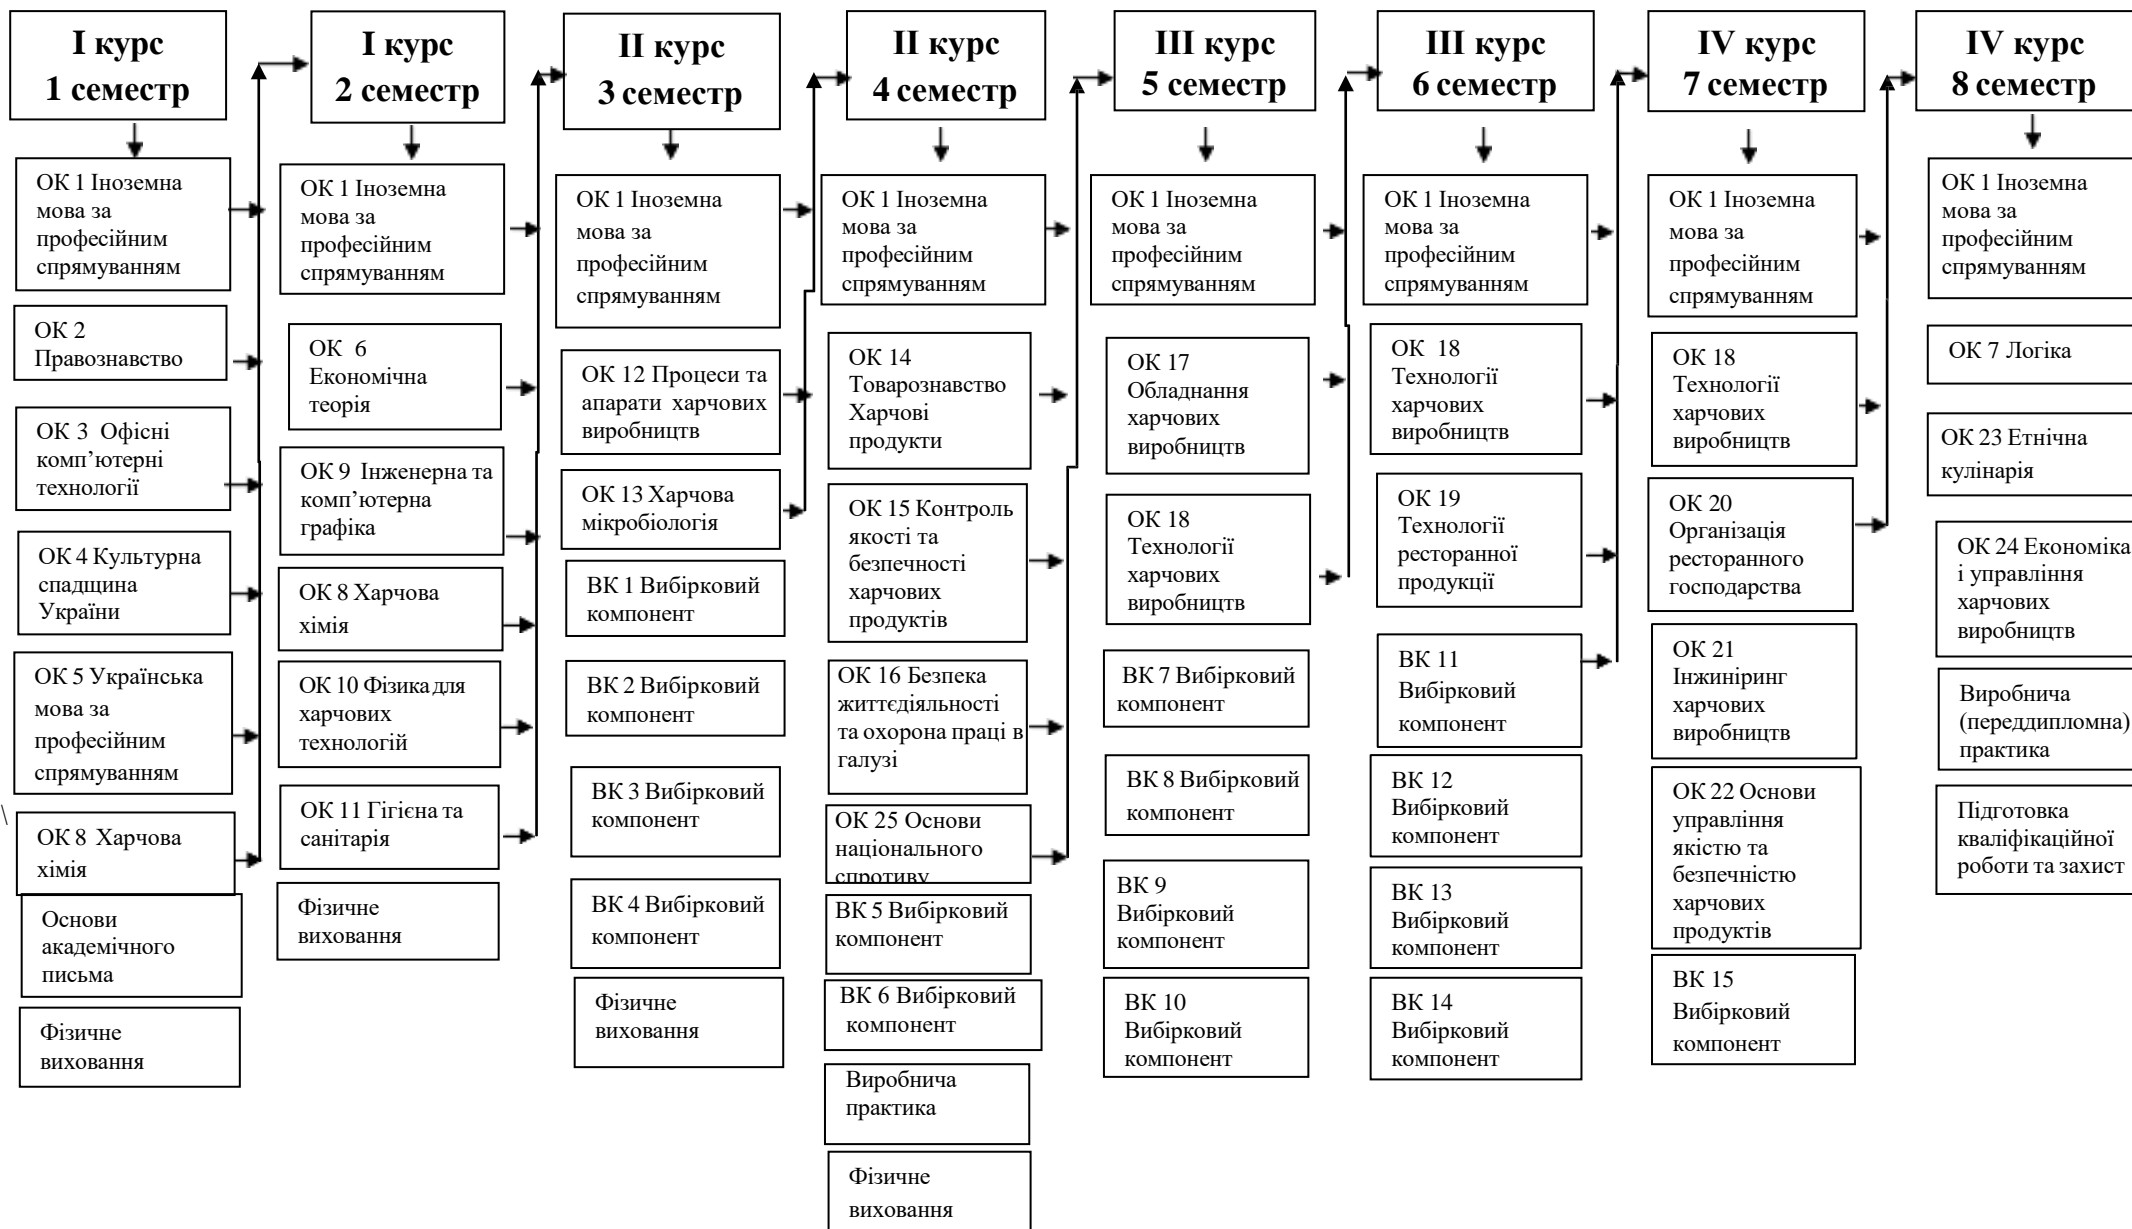 І курс
1 семестр
ОК 1 Іноземна
мова за
професійним
спрямуванням
ОК 2
Правознавство
ОК 3 Офісні
комп’ютерні
технології
ОК 4 Культурна
спадщина
України
ОК 5 Українська
мова за
професійним
спрямуванням
\
ОК 8 Харчова
хімія
Основи
академічного
письма
Фізичне
виховання
І курс
2 семестр
ОК 1 Іноземна
мова за
професійним
спрямуванням
ОК 6
Економічна
теорія
ОК 9 Інженерна та
комп’ютерна
графіка
ОК 8 Харчова
хімія
ОК 10 Фізика для
харчових
технологій
ОК 11 Гігієна та
санітарія
Фізичне
виховання
ІІ курс
3 семестр
ОК 1 Іноземна
мова за
професійним
спрямуванням
ОК 12 Процеси та
апарати харчових
виробництв
ОК 13 Харчова
мікробіологія
ВК 1 Вибірковий
компонент
ВК 2 Вибірковий
компонент
ВК 3 Вибірковий
компонент
ВК 4 Вибірковий
компонент
Фізичне
виховання
ІІ курс
4 семестр
ОК 1 Іноземна
мова за
професійним
спрямуванням
ОК 14
Товарознавство
Харчові
продукти
ОК 15 Контроль
якості та
безпечності
харчових
продуктів
ОК 16 Безпека
життєдіяльності
та охорона праці в
галузі
ОК 25 Основи
національного
спротиву
ВК 5 Вибірковий
компонент
ВК 6 Вибірковий
компонент
Виробнича
практика
Фізичне
виховання
ІІІ курс
5 семестр
ОК 1 Іноземна
мова за
професійним
спрямуванням
ОК 17
Обладнання
харчових
виробництв
ОК 18
Технології
харчових
виробництв
ВК 7 Вибірковий
компонент
ВК 8 Вибірковий
компонент
ВК 9
Вибірковий
компонент
ВК 10
Вибірковий
компонент
ІІІ курс
6 семестр
ОК 1 Іноземна
мова за
професійним
спрямуванням
ОК 18
Технології
харчових
виробництв
ОК 19
Технології
ресторанної
продукції
ВК 11
Вибірковий
компонент
ВК 12
Вибірковий
компонент
ВК 13
Вибірковий
компонент
ВК 14
Вибірковий
компонент
IV курс
7 семестр
ОК 1 Іноземна
мова за
професійним
спрямуванням
ОК 18
Технології
харчових
виробництв
ОК 20
Організація
ресторанного
господарства
ОК 21
Інжиніринг
харчових
виробництв
ОК 22 Основи
управління
якістю та
безпечністю
харчових
продуктів
ВК 15
Вибірковий
компонент
IV курс
8 семестр
ОК 1 Іноземна
мова за
професійним
спрямуванням
ОК 7 Логіка
ОК 23 Етнічна
кулінарія
ОК 24 Економіка
і управління
харчових
виробництв
Виробнича
(переддипломна)
практика
Підготовка
кваліфікаційної
роботи та захист